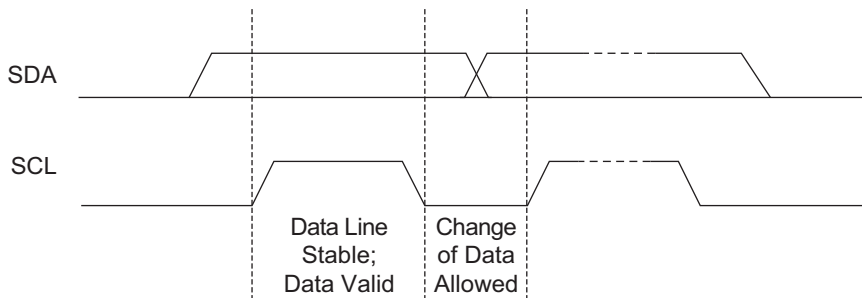 SDA
SCL
Data Line
Stable;
Data Valid
Change
of Data
Allowed